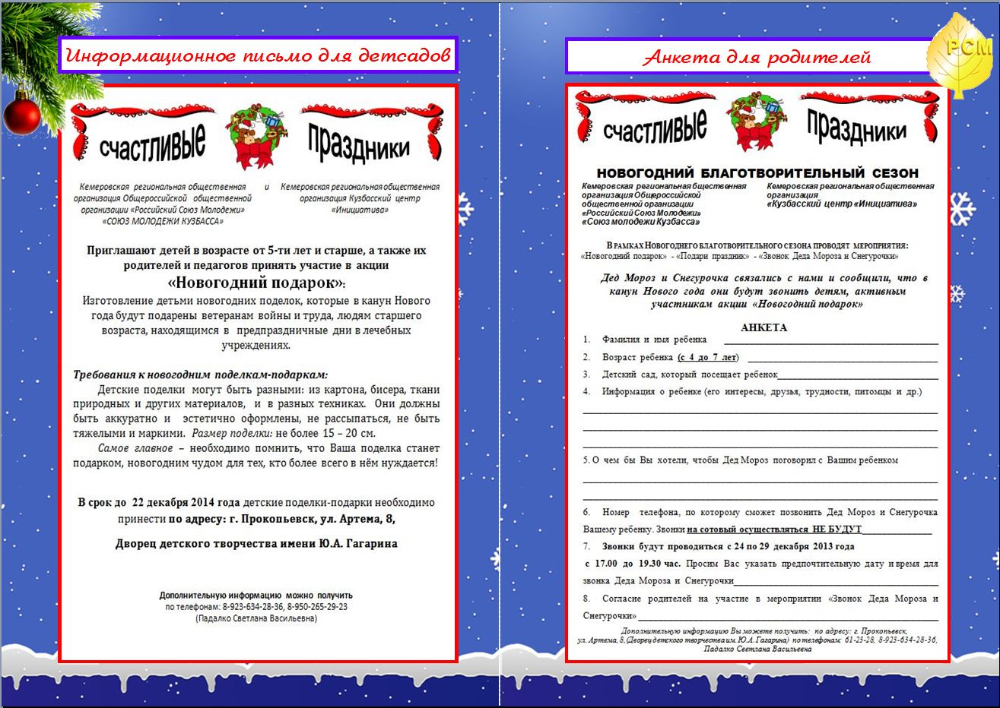 Информационное письмо для детсадов
счастливые праздники
Кемеровская региональная общественная
организация Общероссийской общественной
организации «Российский Союз Молодежи»
«СОЮЗ МОЛОДЕЖИ КУЗБАССА»
и
Кемеровская региональная общественная
организация Кузбасский центр
«Инициатива»
Приглашают детей в возрасте от 5-ти лет и старше, а также их
родителей и педагогов принять участие в акции
«Новогодний подарок»:
Изготовление детьми новогодних поделок, которые в канун Нового
года будут подарены ветеранам войны и труда, людям старшего
возраста, находящимся в предпраздничные дни в лечебных
учреждениях.
Требования к новогодним поделкам-подаркам:
Детские поделки могут быть разными: из картона, бисера, ткани
природных и других материалов, и в разных техниках. Они должны
быть аккуратно и эстетично оформлены, не рассыпаться, не быть
тяжелыми и маркими. Размер поделки: не более 15 – 20 см.
Самое главное – необходимо помнить, что Ваша поделка станет
подарком, новогодним чудом для тех, кто более всего в нём нуждается!
В срок до 22 декабря 2014 года детские поделки-подарки необходимо
принести по адресу: г. Прокопьевск, ул. Артема, 8,
Дворец детского творчества имени Ю.А. Гагарина
Дополнительную информацию можно получить
по телефонам: 8-923-634-28-36, 8-950-265-29-23
(Падалко Светлана Васильевна)
Анкета для родителей
РСМ
счастливые праздники
НОВОГОДНИЙ БЛАГОТВОРИТЕЛЬНЫЙ СЕЗОН
Кемеровская региональная бщественная
организация Общероссийской
общественной организации
«Российский Союз Молодежи»
«Союз молодежи Кузбасса»
Кемеровская региональная общественная
организация
«Кузбасский центр «Инициатива»
В РАМКАХ НОВОГОДНЕГО БЛАГОТВОРИТЕЛЬНОГО СЕЗОНА ПРОВОДЯТ МЕРОПРИЯТИЯ:
«Новогодний подарок» - «Подари праздник» - «Звонок Деда Мороза и Снегурочки»
Дед Мороз и Снегурочка связались с нами и сообщили, что в
канун Нового года они будут звонить детям, активным
участникам акции «Новогодний подарок»
АНКЕТА
1. Фамилия и имя ребенка
2. Возраст ребенка (с 4 до 7 лет)
3. Детский сад, который посещает ребенок
4. Информация о ребенке (его интересы, друзья, трудности, питомцы и др.)
5. О чем бы Вы хотели, чтобы Дед Мороз поговорил с Вашим ребенком
6. Номер телефона, по которому сможет позвонить Дед Мороз и Снегурочка
Вашему ребенку. Звонки на сотовый осуществляться НЕ БУДУТ
7. Звонки будут проводиться с 24 по 29 декабря 2013 года
с 17.00 до 19.30 час. Просим Вас указать предпочтительную дату и время для
звонка Деда Мороза и Снегурочки
8. Согласие родителей на участие в мероприятии «Звонок Деда Мороза и
Снегурочки»
Дополнительную информацию Вы можете получить: по адресу: г. Прокопьевск,
ул. Артема, 8, (Дворец детского творчества им. Ю.А. Гагарина) по телефонам: 61-23-28, 8-923-634-28-36,
Падалко Светлана Васильевна